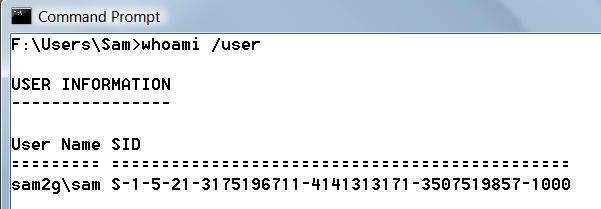 Command Prompt
F:\Users\Sam>whoami /user
USER INFORMATION
----------------
User Name SID
========= ==============================================
sam2g\sam S-1-5-21-3175196711-4141313171-3507519857-1000